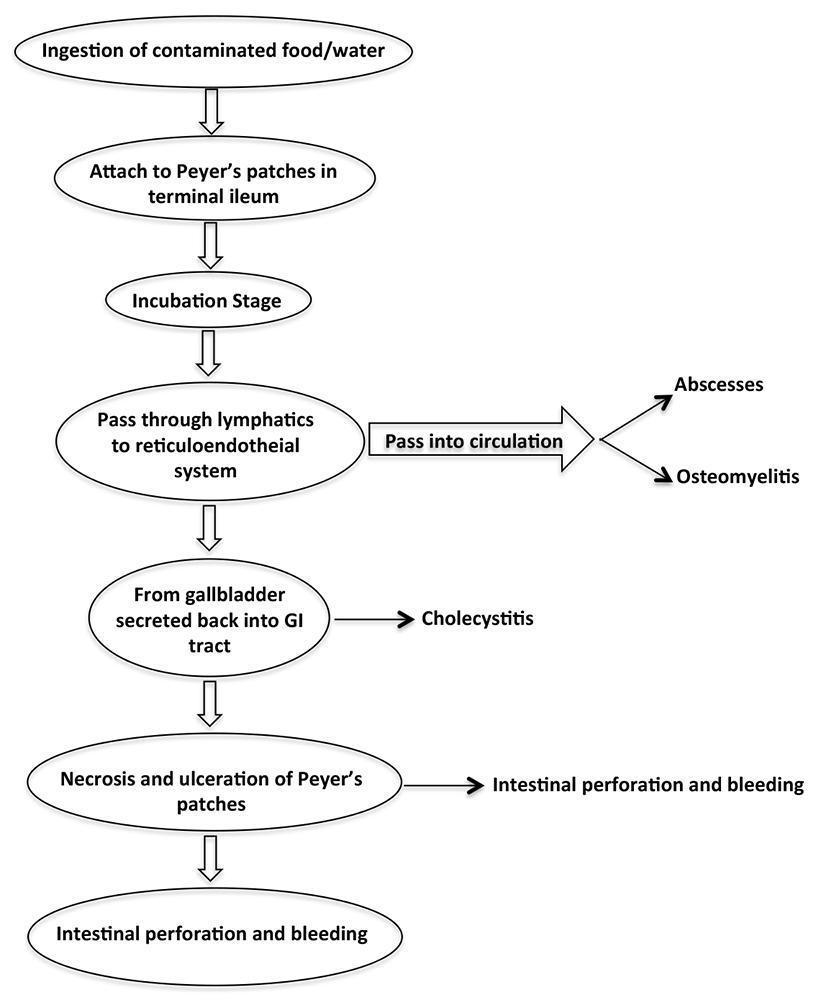 Ingestion of contaminated food/water
Attach to Peyer's patches in
terminal ileum
Incubation Stage
Pass through lymphatics
to reticuloendotheial
system
Pass into circulation
Abscesses
Osteomyelitis
From gallbladder
secreted back into GI
tract
Cholecystitis
Necrosis and ulceration of Peyer's
patches
Intestinal perforation and bleeding
Intestinal perforation and bleeding